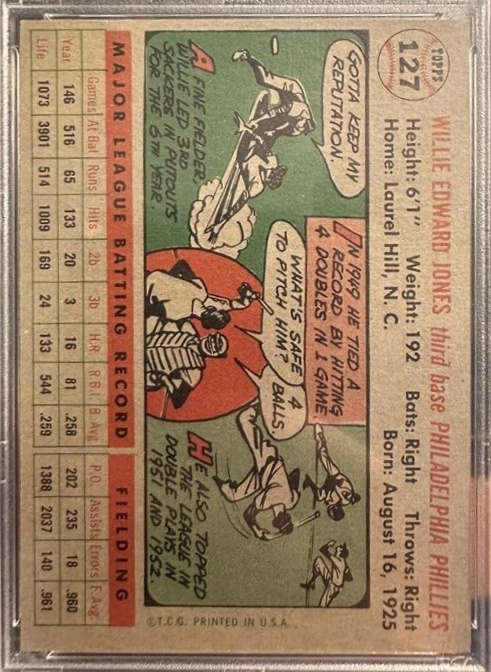 TOPPS
127
WILLIE EDWARD JONES third base PHILADELPHIA PHILLIES
Height: 6'1" Weight: 192 Bats: Right Throws: Right
Home: Laurel Hill, N. C. Born: August 16, 1925
GOTTA KEEP MY
REPUTATION.
A FINE FIELDER
WILLIE LED 3RD
SACKERS IN PUTOUTS
FOR THE 6TH YEAR.
IN 1949 HE TIED A
RECORD BY HITTING
4 DOUBLES IN 1 GAME
WHAT'S SAFE
TO PITCH HIM?
4
BALLS.
HE ALSO TOPPED
THE LEAGUE IN
DOUBLE PLAYS IN
1951 AND 1952.
©T.C.G. PRINTED IN U.S.A.
MAJOR LEAGUE BATTING RECORD FIELDING
Games At Bat Runs Hits 2b 3b H.R. R.B.I. B. Avg. P.O. Assists Errors F. Avg.
Year 146 516 65 133 20 3 16 81 .258 202 235 18 .960
Life 1073 3901 514 1009 169 24 133 544 .259 1388 2037 140 .961